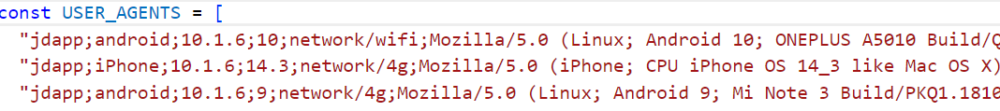 const USER_AGENTS = [
"jdapp;android;10.1.6;10;network/wifi;Mozilla/5.0 (Linux; Android 10; ONEPLUS A5010 Build/Q
"jdapp;iPhone;10.1.6;14.3;network/4g;Mozilla/5.0 (iPhone; CPU iPhone OS 14_3 like Mac OS X)
"jdapp;android;10.1.6;9;network/4g;Mozilla/5.0 (Linux; Android 9; Mi Note 3 Build/PKQ1.1810